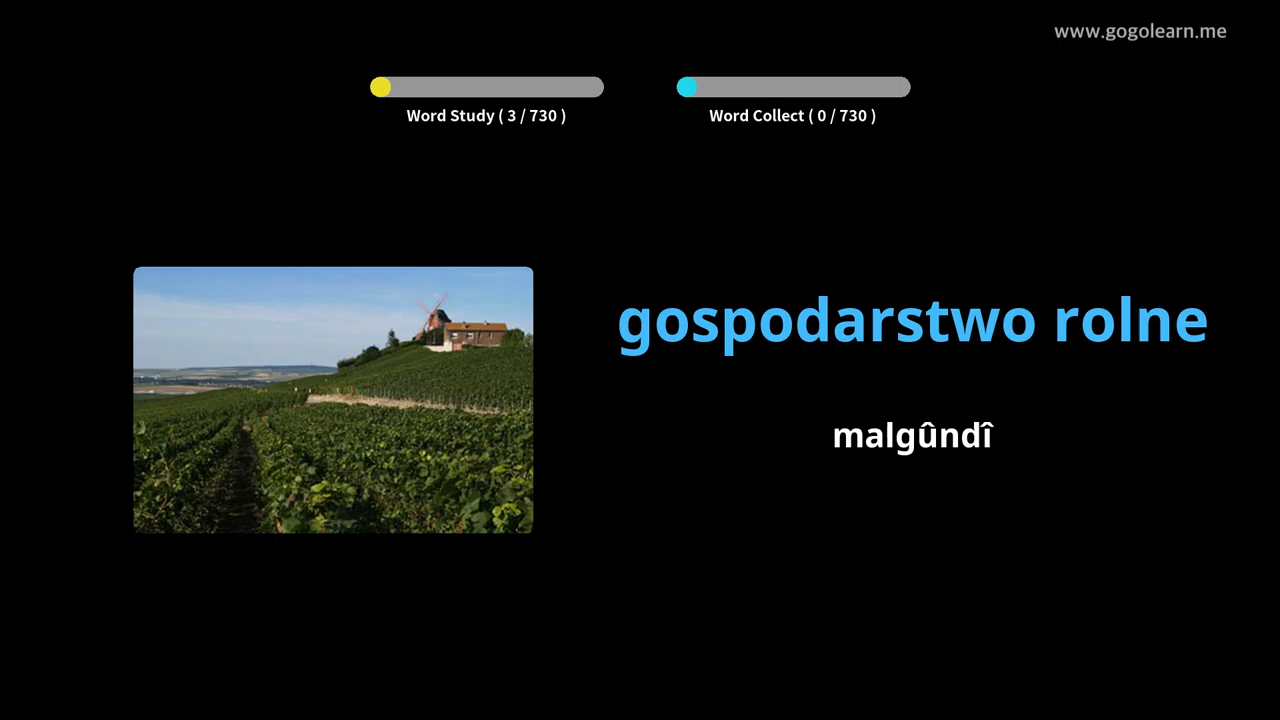 www.gogolearn.me
Word Study ( 3 / 730 )
Word Collect ( 0 / 730 )
gospodarstwo rolne
malgûndî